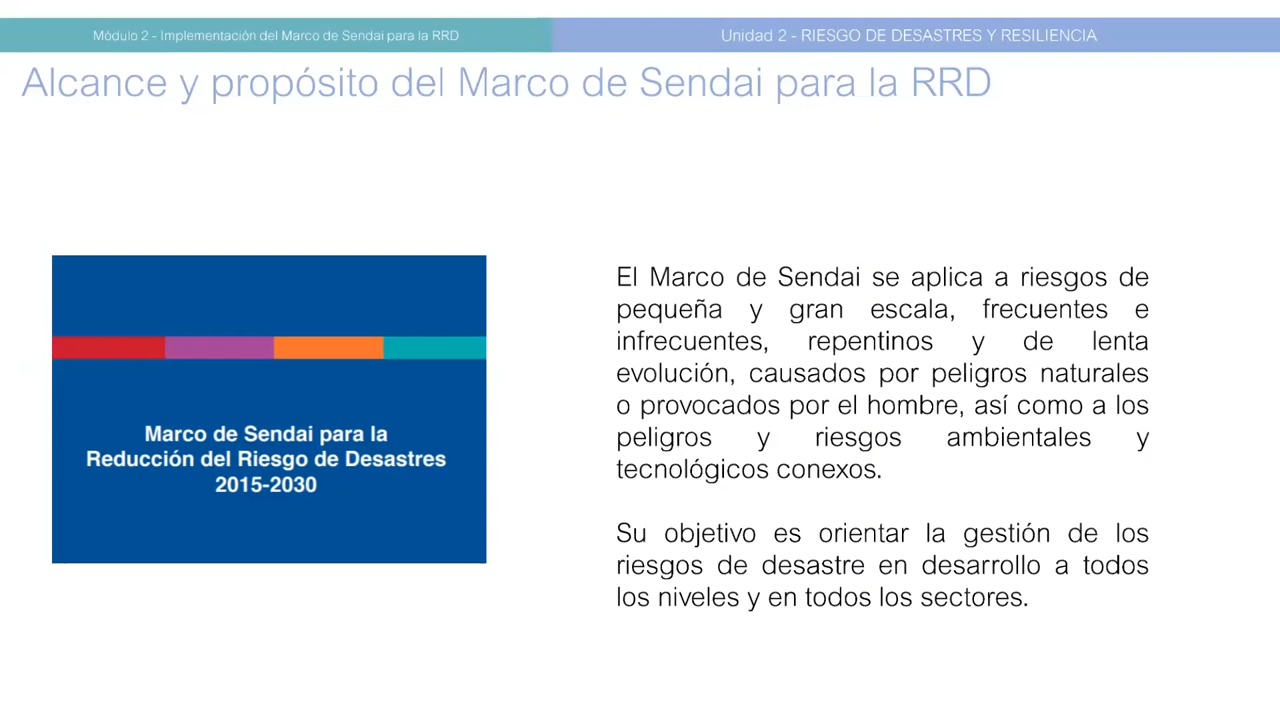 Módulo 2 - Implementación del Marco de Sendai para la RRD
Unidad 2 - RIESGO DE DESASTRES Y RESILIENCIA
Alcance y propósito del Marco de Sendai para la RRD
Marco de Sendai para la
Reducción del Riesgo de Desastres
2015-2030
El Marco de Sendai se aplica a riesgos de
pequeña y gran escala, frecuentes e
infrecuentes, repentinos y de lenta
evolución, causados por peligros naturales
o provocados por el hombre, así como a los
peligros y riesgos ambientales y
tecnológicos conexos.
Su objetivo es orientar la gestión de los
riesgos de desastre en desarrollo a todos
los niveles y en todos los sectores.